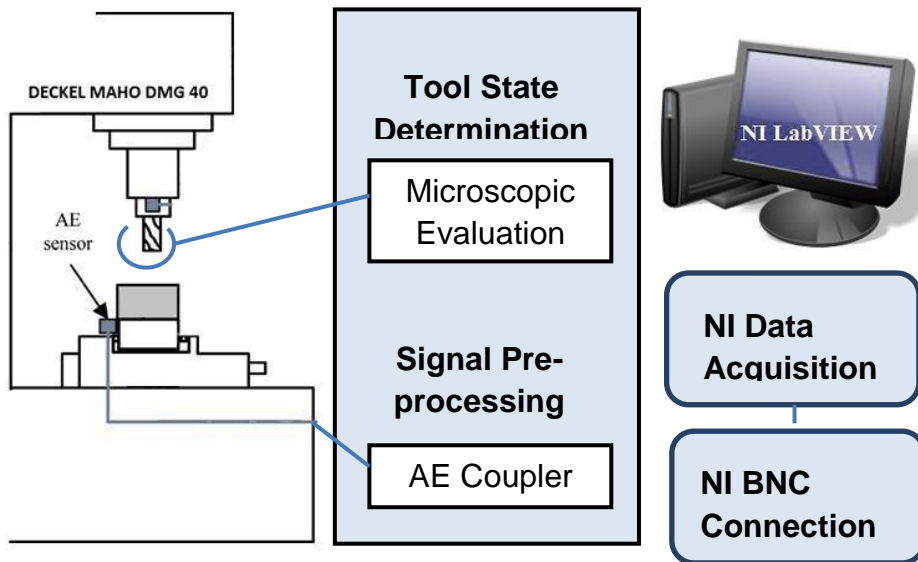 DECKEL MAHO DMG 40
AE
sensor
Tool State
Determination
Microscopic
Evaluation
Signal Pre-
processing
AE Coupler
NI LabVIEW
NI Data
Acquisition
NI BNC
Connection